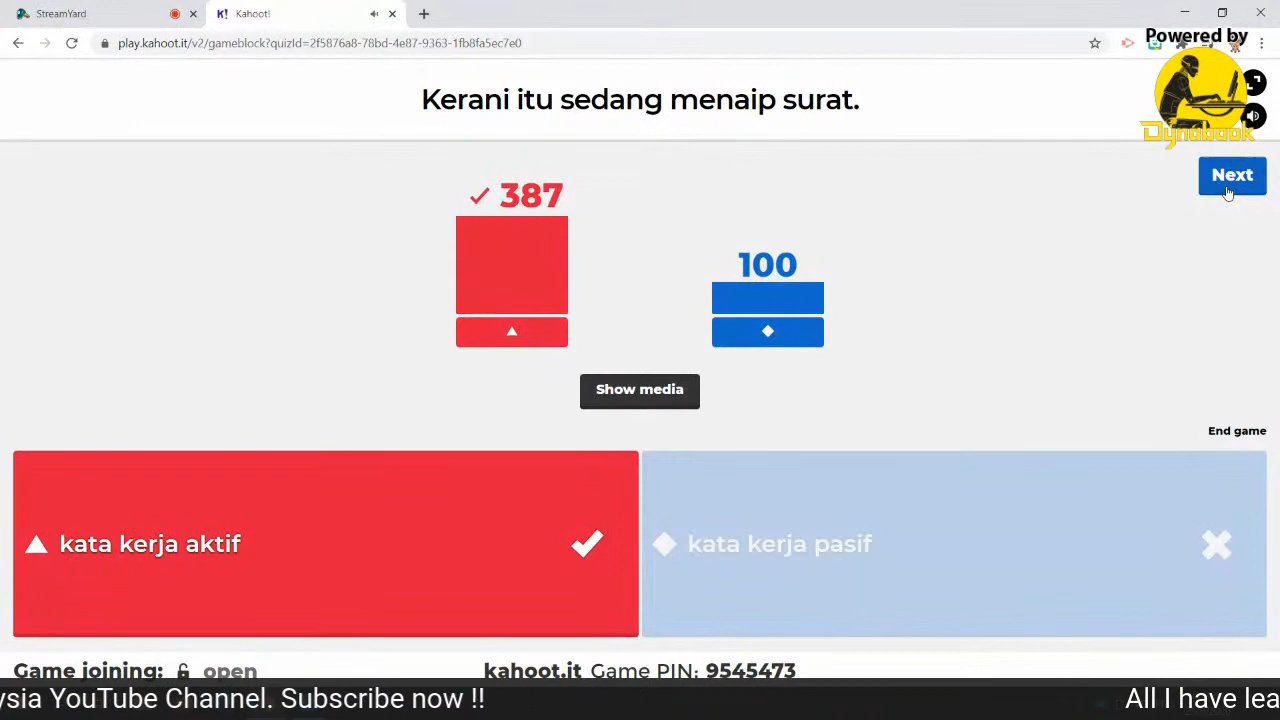 StreamYard
K! Kahoot!
play.kahoot.it/v2/gameblock?quizId=2f5876a8-78bd-4e87-9363-1fb8fa5ec7e0
Powered by
Dynabook
Kerani itu sedang menaip surat.
Next
387
100
Show media
End game
kata kerja aktif
kata kerja pasif
Game joining: open
kahoot.it Game PIN: 9545473
ysia YouTube Channel. Subscribe now !!
All I have lea